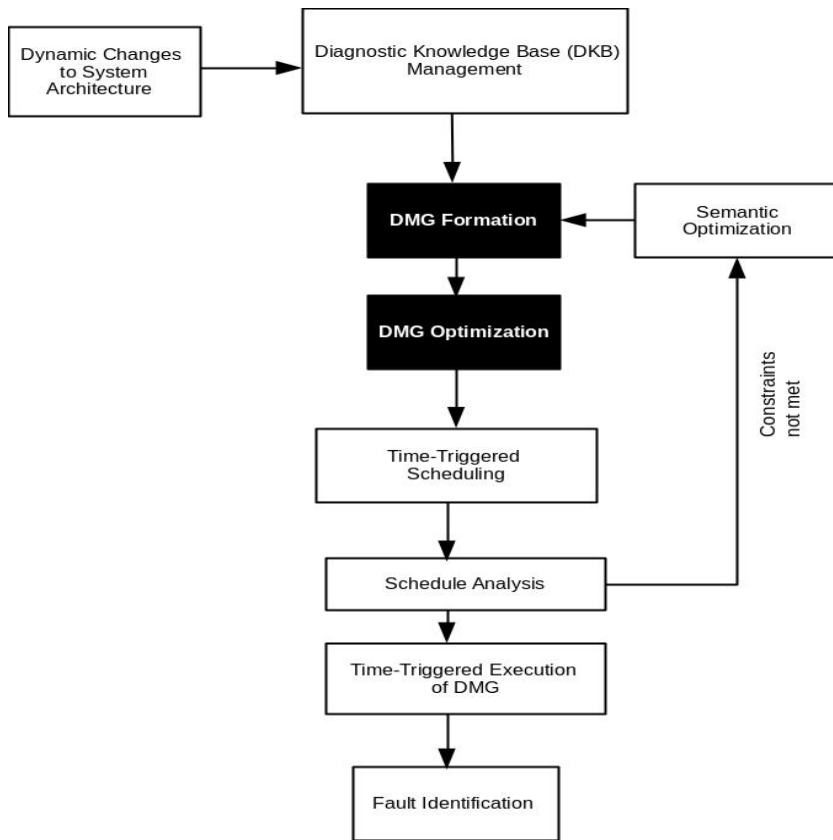 Dynamic Changes
to System
Architecture
Diagnostic Knowledge Base (DKB)
Management
DMG Formation
Semantic
Optimization
DMG Optimization
Constraints
not met
Time-Triggered
Scheduling
Schedule Analysis
Time-Triggered Execution
of DMG
Fault Identification